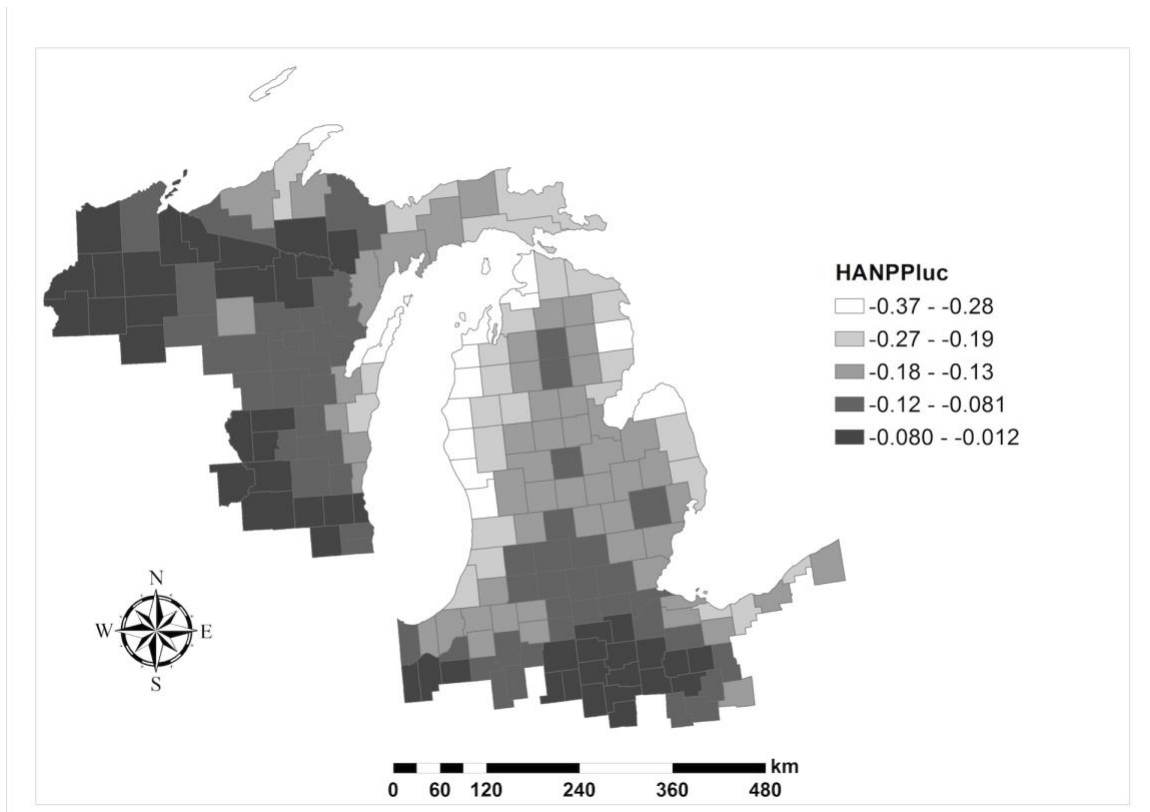 HANPPluc
-0.37 - -0.28
-0.27 - -0.19
-0.18 - -0.13
-0.12 - -0.081
-0.080 - -0.012
N
W E
S
km
0 60 120 240 360 480